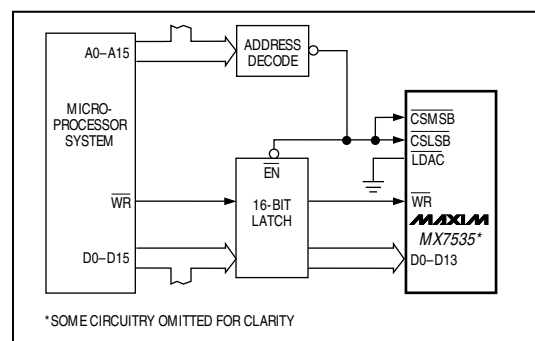 A0–A15
ADDRESS
DECODE
MICRO-
PROCESSOR
SYSTEM
CSMSB
CSLSB
LDAC
EN
16-BIT
LATCH
WR
WR
MAXIM
MX7535*
D0–D15
D0–D13
*SOME CIRCUITRY OMITTED FOR CLARITY